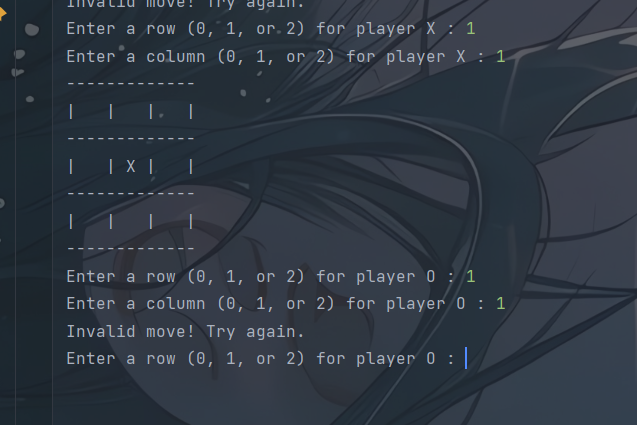 Invalid move! Try again.
Enter a row (0, 1, or 2) for player X : 1
Enter a column (0, 1, or 2) for player X : 1
-------------
|   |   |   |
-------------
|   | X |   |
-------------
|   |   |   |
-------------
Enter a row (0, 1, or 2) for player O : 1
Enter a column (0, 1, or 2) for player O : 1
Invalid move! Try again.
Enter a row (0, 1, or 2) for player O :